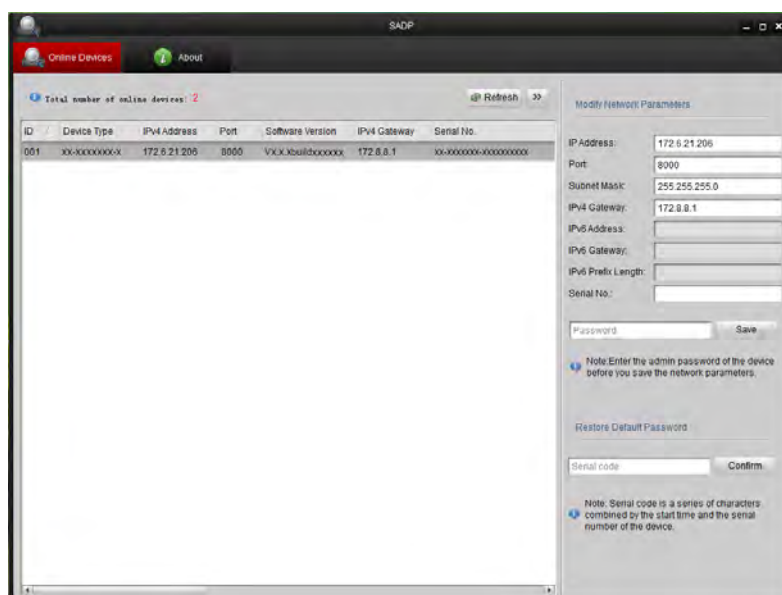 SADP
Online Devices
About
Total number of online devices: 2
Refresh
ID Device Type IPv4 Address Port Software Version IPv4 Gateway Serial No.
001 xx-xxxxxxx-x 172.6.21.206 8000 Vx.x.xbuildxxxxxx 172.8.8.1 xx-xxxxxxx-xxxxxxxxxx
Modify Network Parameters
IP Address: 172.6.21.206
Port: 8000
Subnet Mask: 255.255.255.0
IPv4 Gateway: 172.8.8.1
IPv6 Address:
IPv6 Gateway:
IPv6 Prefix Length:
Serial No.:
Password
Save
Note:Enter the admin password of the device
before you save the network parameters.
Restore Default Password
Serial code
Confirm
Note: Serial code is a series of characters
combined by the start time and the serial
number of the device.